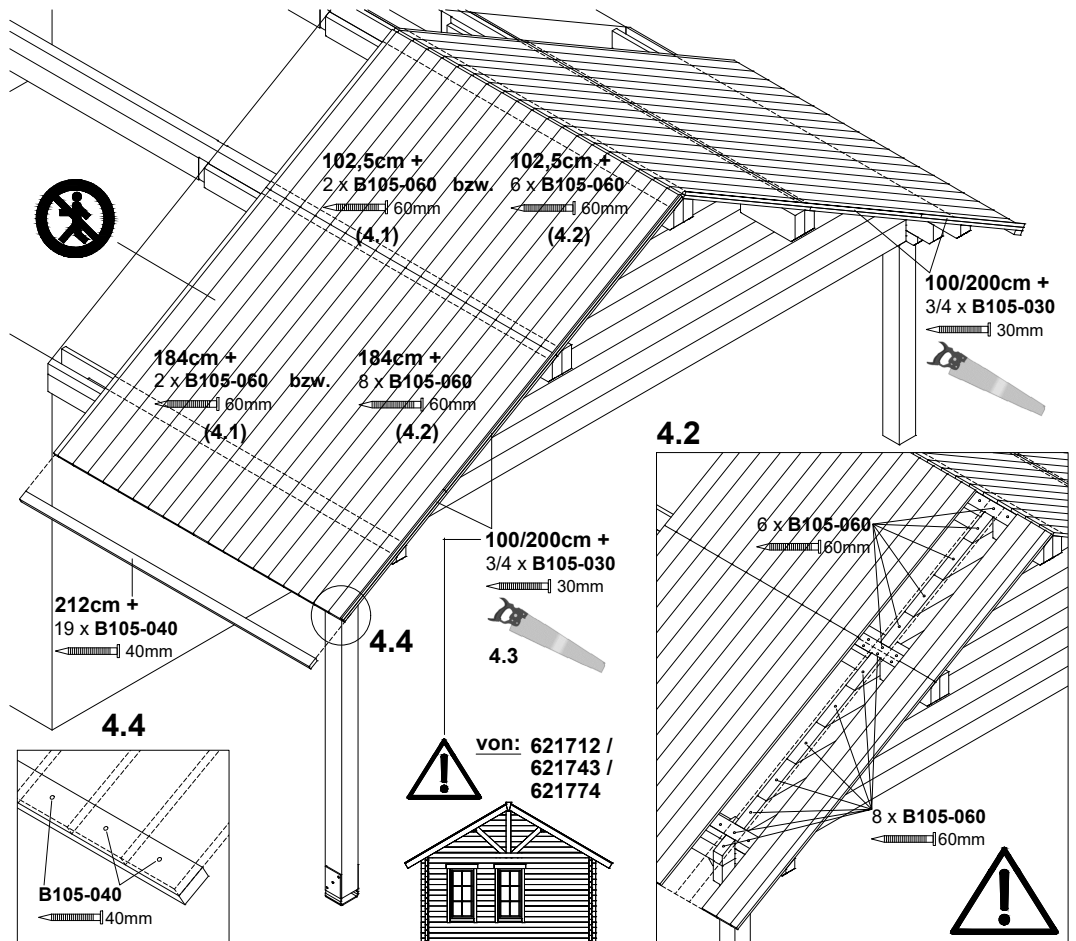 102,5cm +
2 x B105-060 bzw.
60mm
(4.1)
102,5cm +
6 x B105-060
60mm
(4.2)
100/200cm +
3/4 x B105-030
30mm
184cm +
2 x B105-060 bzw.
60mm
(4.1)
184cm +
8 x B105-060
60mm
(4.2)
4.2
6 x B105-060
60mm
8 x B105-060
60mm
100/200cm +
3/4 x B105-030
30mm
4.3
212cm +
19 x B105-040
40mm
4.4
4.4
B105-040
40mm
von: 621712 /
621743 /
621774